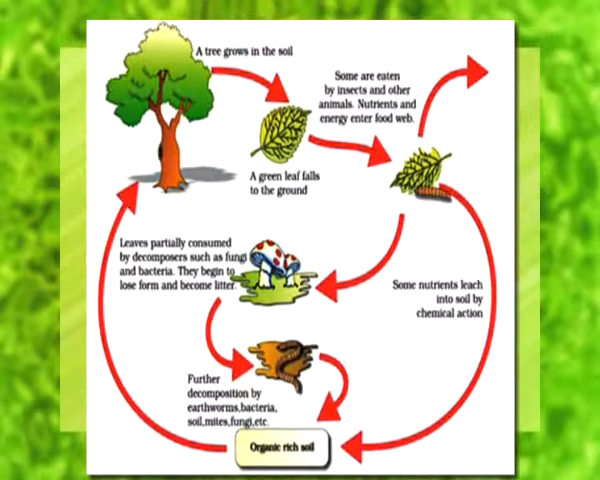 A tree grows in the soil
Some are eaten
by insects and other
animals. Nutrients and
energy enter food web.
A green leaf falls
to the ground
Leaves partially consumed
by decomposers such as fungi
and bacteria. They begin to
lose form and become litter.
Some nutrients leach
into soil by
chemical action
Further
decomposition by
earthworms,bacteria,
soil,mites,fungi,etc.
Organic rich soil